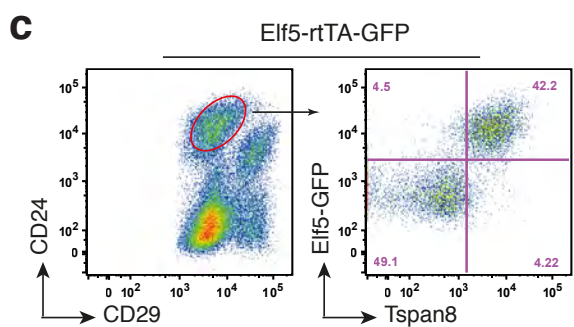 c
Elf5-rtTA-GFP
CD24
10⁵
10⁴
10³
10²
0
0 10² 10³ 10⁴ 10⁵
CD29
Elf5-GFP
10⁵
10⁴
10³
10²
0
4.5 42.2
49.1 4.22
0 10² 10³ 10⁴ 10⁵
Tspan8